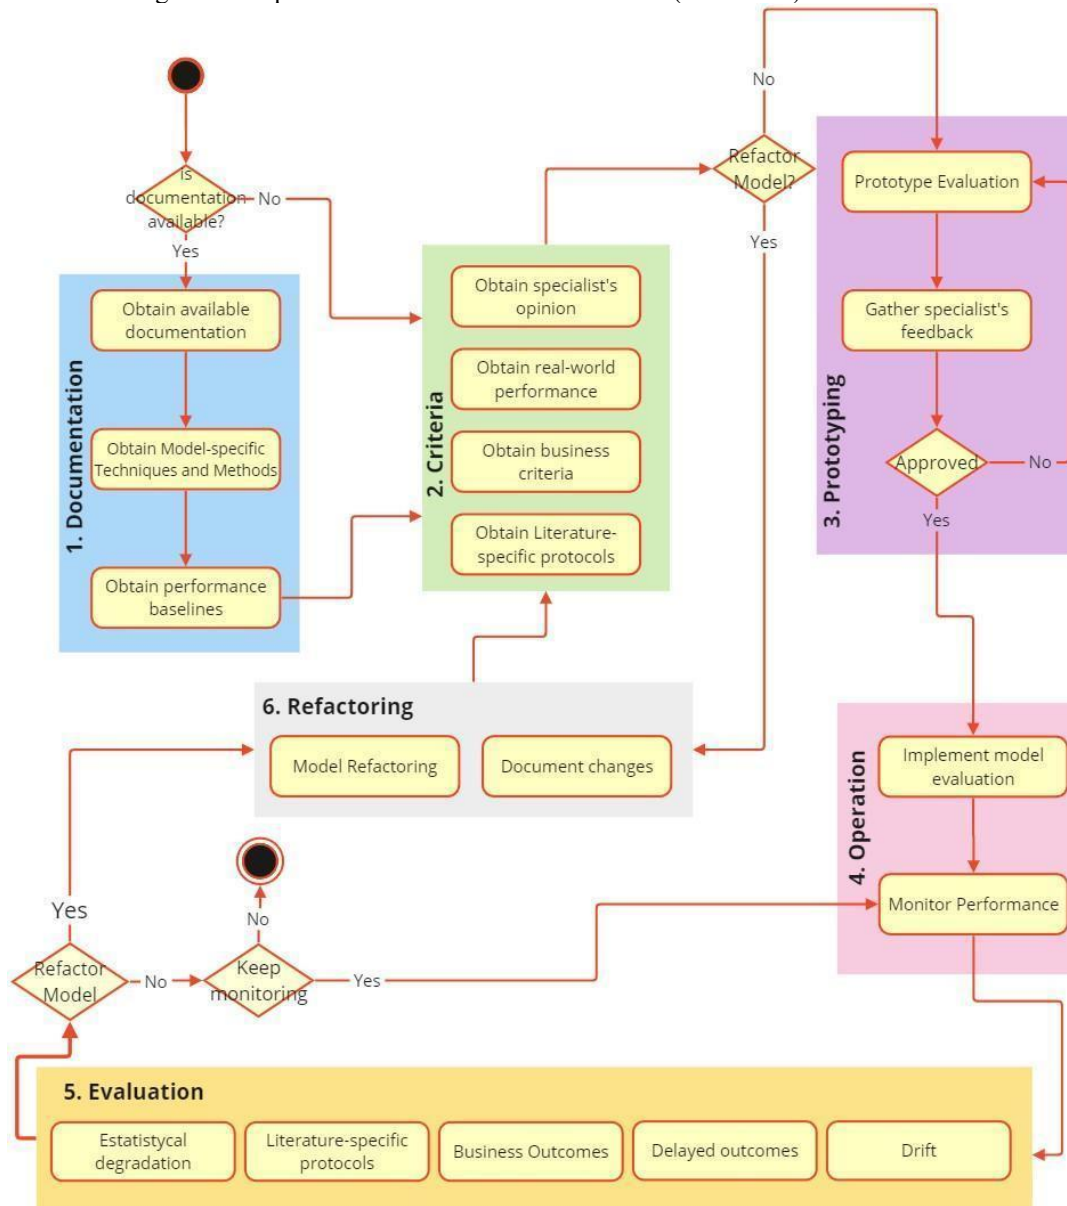 No
Refactor
Model?
Yes
Is
documentation
available?
No
Yes
1. Documentation
Obtain available
documentation
Obtain Model-specific
Techniques and Methods
Obtain performance
baselines
2. Criteria
Obtain specialist's
opinion
Obtain real-world
performance
Obtain business
criteria
Obtain Literature-
specific protocols
3. Prototyping
Prototype Evaluation
Gather specialist's
feedback
Approved
No
Yes
6. Refactoring
Model Refactoring
Document changes
4. Operation
Implement model
evaluation
Monitor Performance
Yes
Refactor
Model
No
No
Keep
monitoring
Yes
5. Evaluation
Estatistycal
degradation
Literature-specific
protocols
Business Outcomes
Delayed outcomes
Drift